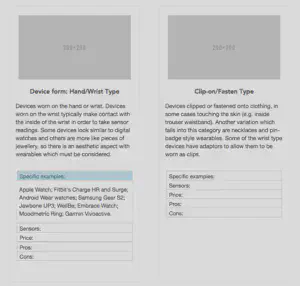 Device form: Hand/Wrist Type
Devices worn on the hand or wrist. Devices
worn on the wrist typically make contact with
the inside of the wrist in order to take sensor
readings. Some devices look similar to digital
watches and others are more like pieces of
jewellery, so there is an aesthetic aspect with
wearables which must be considered.
Specific examples:
Apple Watch; Fitbit's Charge HR and Surge;
Android Wear watches; Samsung Gear S2;
Jawbone UP3; WellBe; Embrace Watch;
Moodmetric Ring; Garmin Vivoactive.
Sensors:
Price:
Pros:
Cons:
Clip-on/Fasten Type
Devices clipped or fastened onto clothing, in
some cases touching the skin (e.g. inside
trouser waistband). Another variation which
falls into this category are necklaces and pin-
badge style wearables. Some of the wrist type
devices have adaptors to allow them to be
worn as clips.
Specific examples:
Sensors:
Price:
Pros:
Cons: